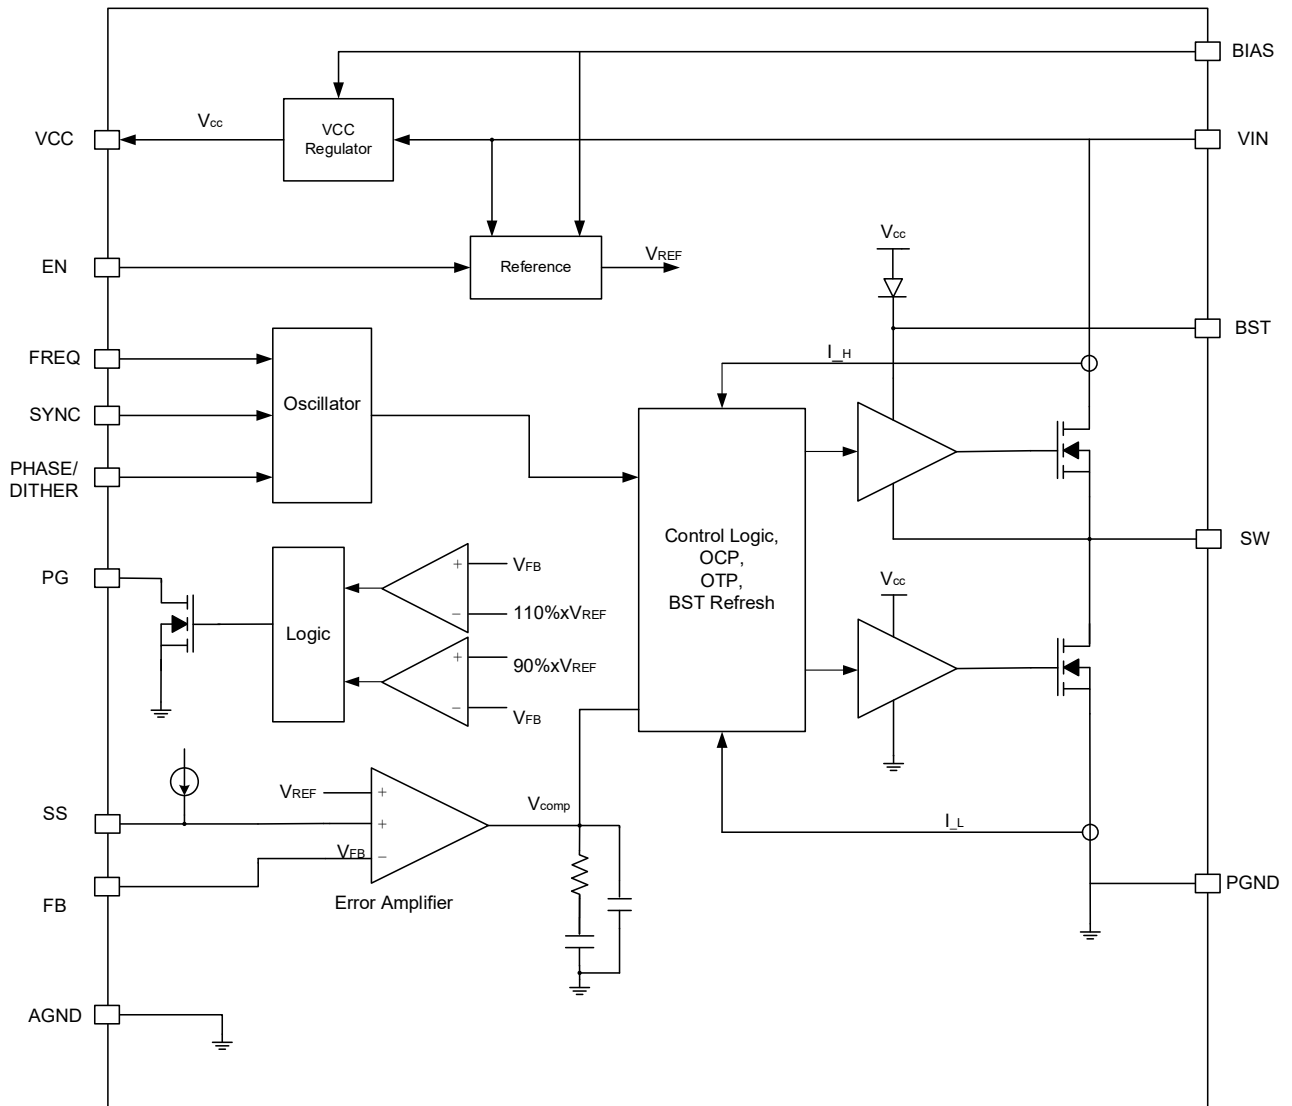 BIAS
VCC
Vcc
VCC
Regulator
VIN
EN
Reference
VREF
Vcc
BST
FREQ
I_H
SYNC
Oscillator
PHASE/
DITHER
Control Logic,
OCP,
OTP,
BST Refresh
SW
PG
+
VFB
−
110%xVREF
Logic
+
90%xVREF
−
VFB
Vcc
SS
VREF
+
+
VFB
−
Vcomp
Error Amplifier
I_L
PGND
FB
AGND